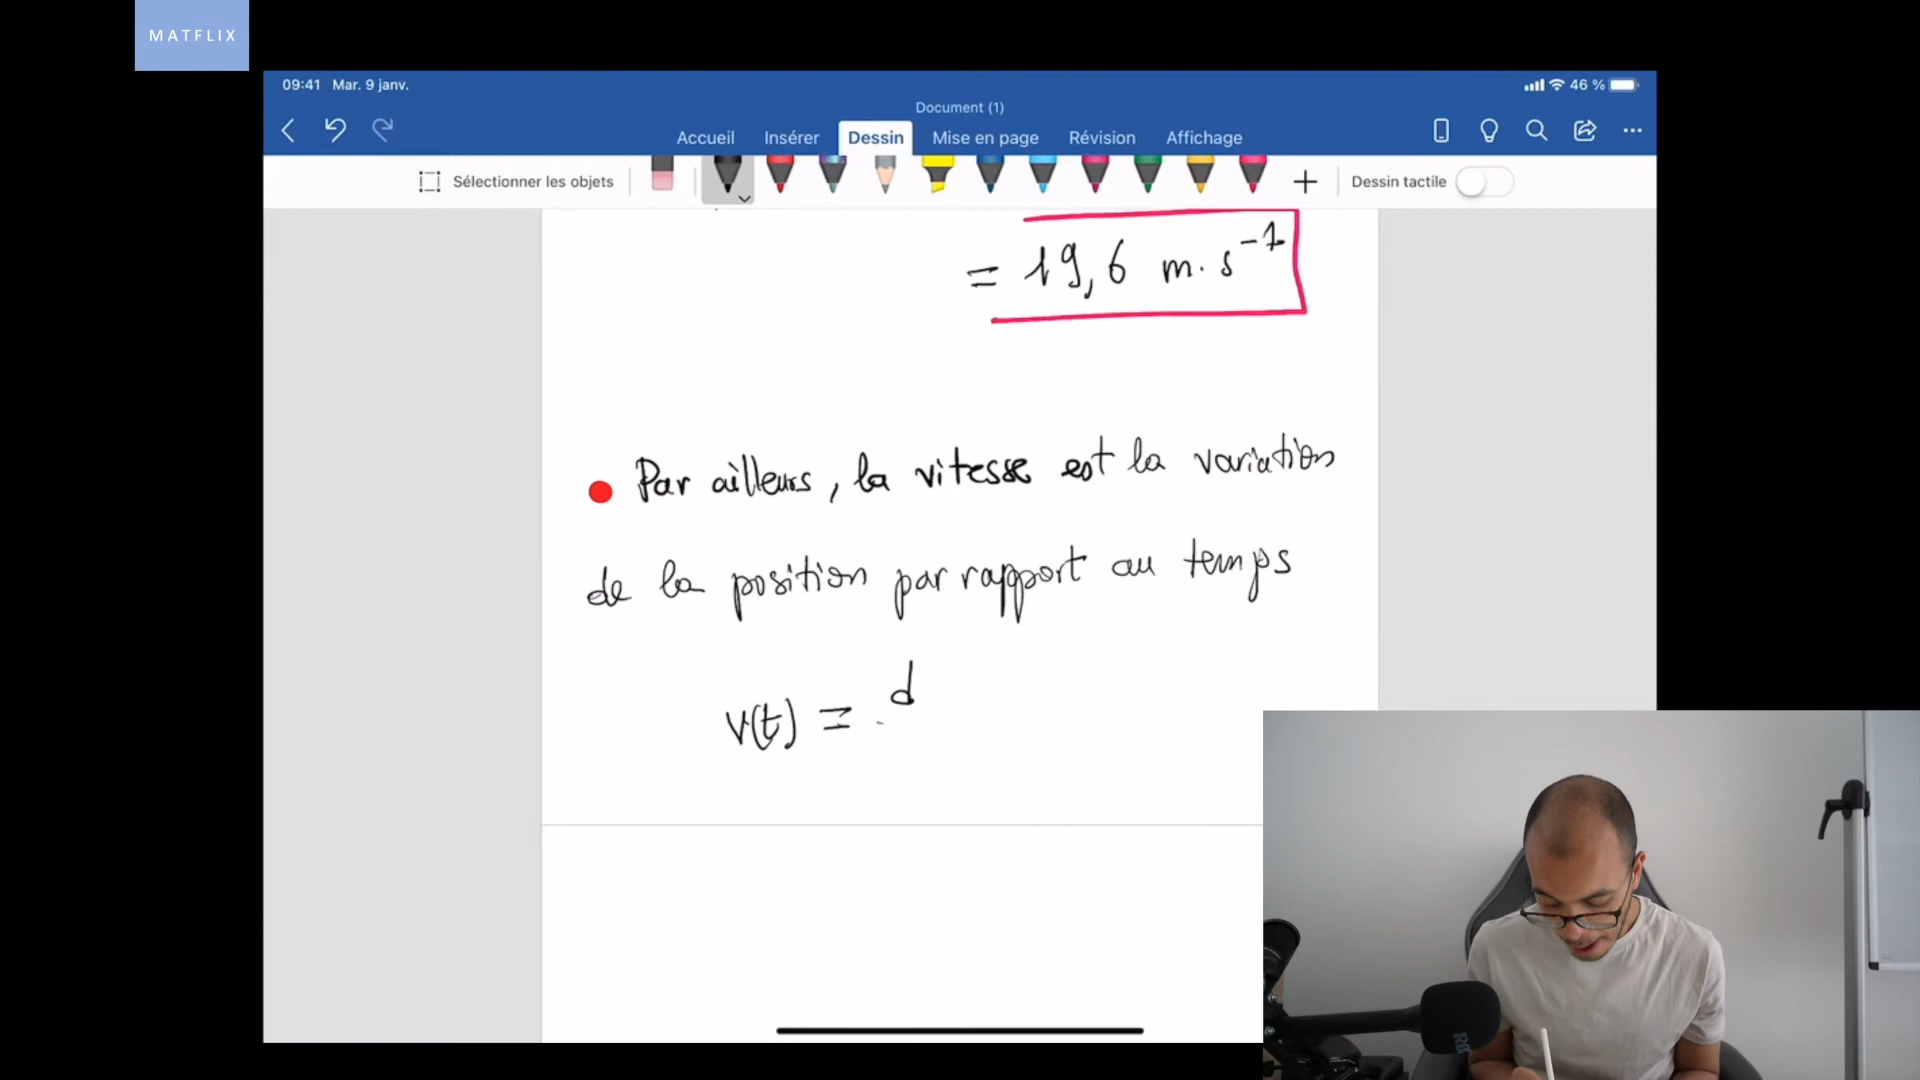 MATFLIX
09:41 Mar. 9 janv.
46 %
Document (1)
Accueil Insérer Dessin Mise en page Révision Affichage
Sélectionner les objets
Dessin tactile
= 19,6 m·s⁻¹
Par ailleurs, la vitesse est la variation
de la position par rapport au temps
v(t) = d